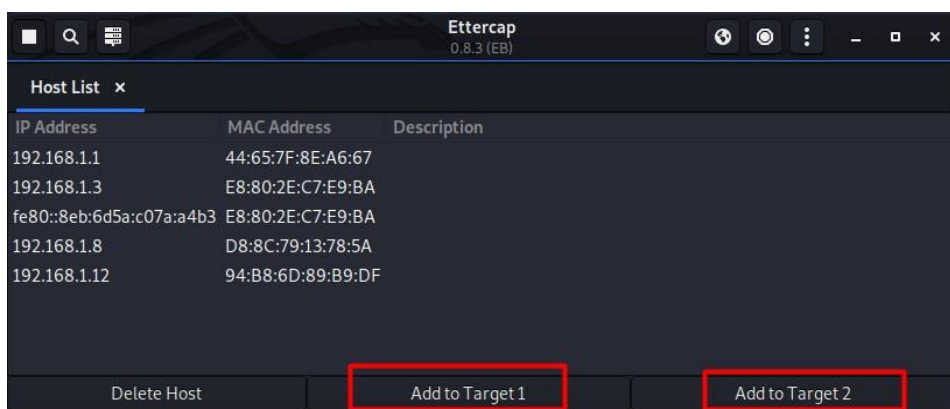 Ettercap
0.8.3 (EB)
Host List ×
IP Address MAC Address Description
192.168.1.1 44:65:7F:8E:A6:67
192.168.1.3 E8:80:2E:C7:E9:BA
fe80::8eb:6d5a:c07a:a4b3 E8:80:2E:C7:E9:BA
192.168.1.8 D8:8C:79:13:78:5A
192.168.1.12 94:B8:6D:89:B9:DF
Delete Host Add to Target 1 Add to Target 2